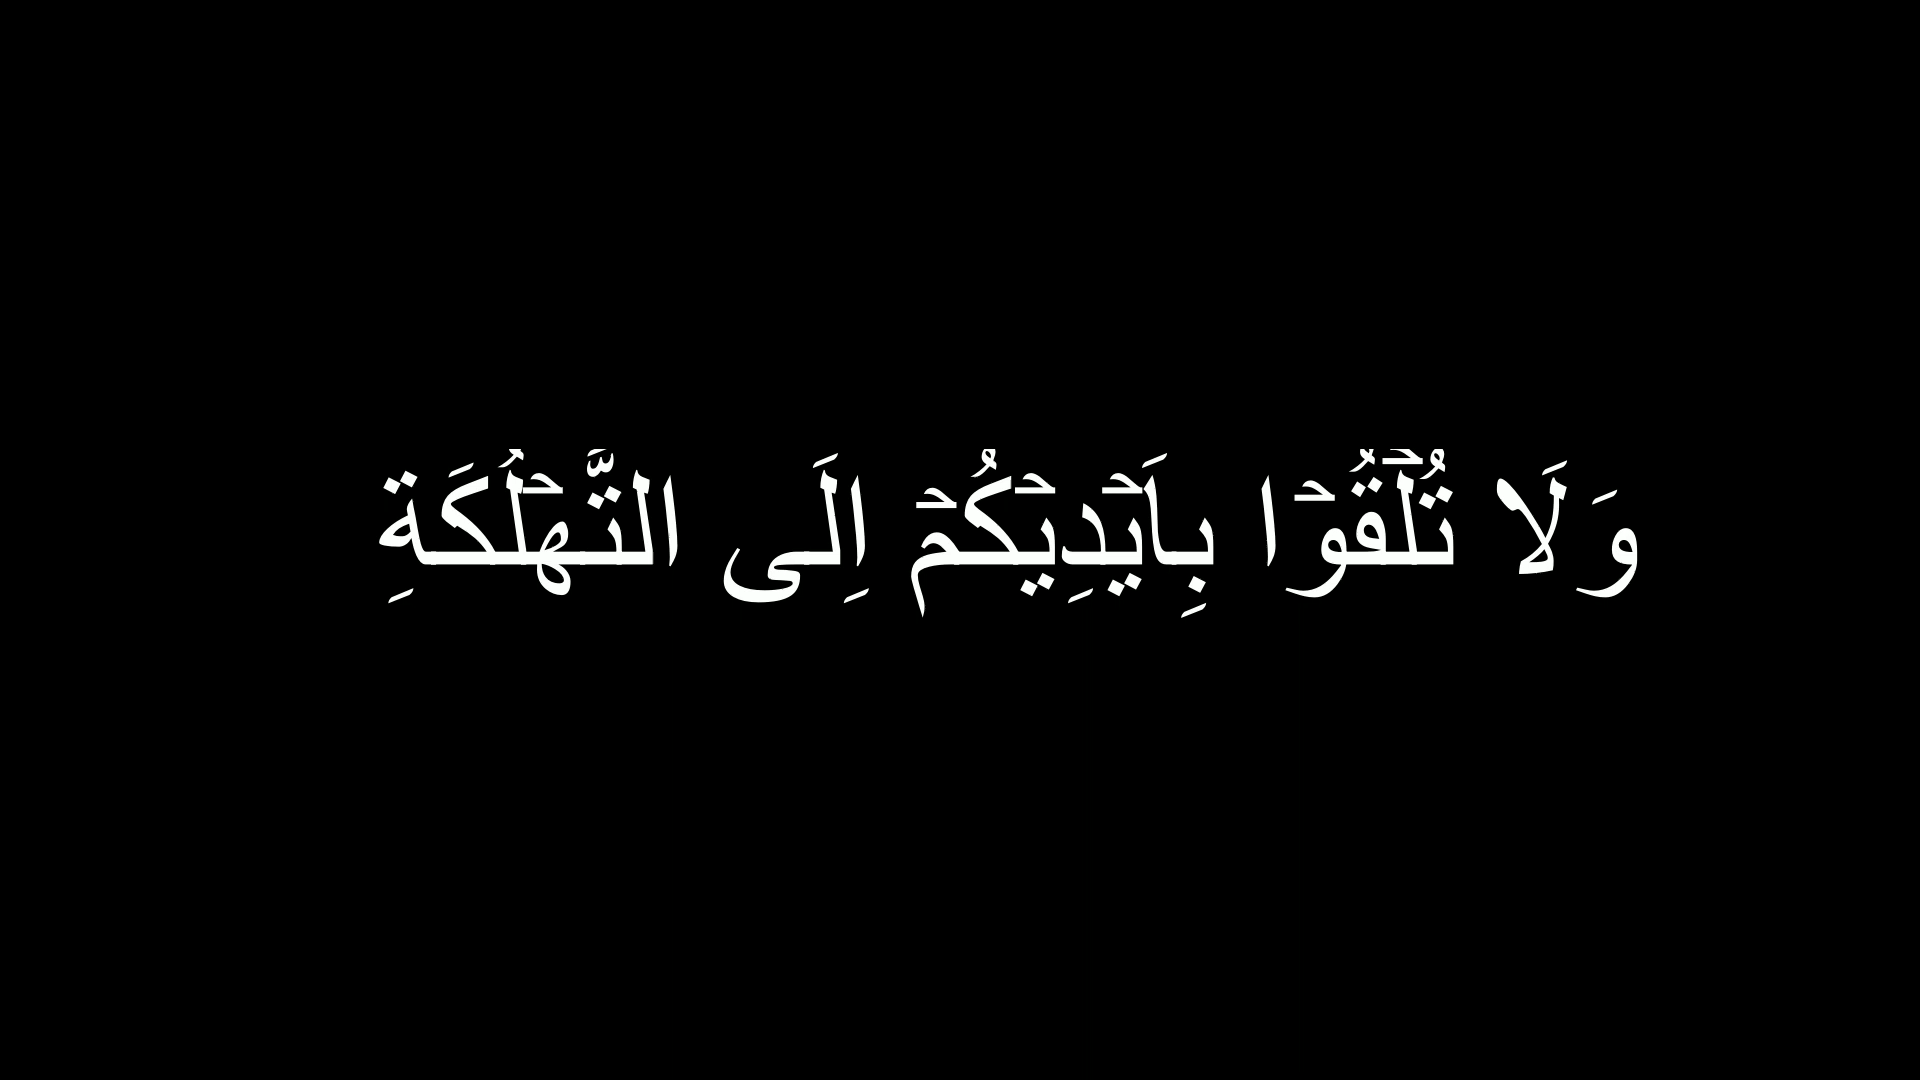 وَلَا تُلۡقُوۡا بِاَيۡدِيۡكُمۡ اِلَى التَّهۡلُكَةِ